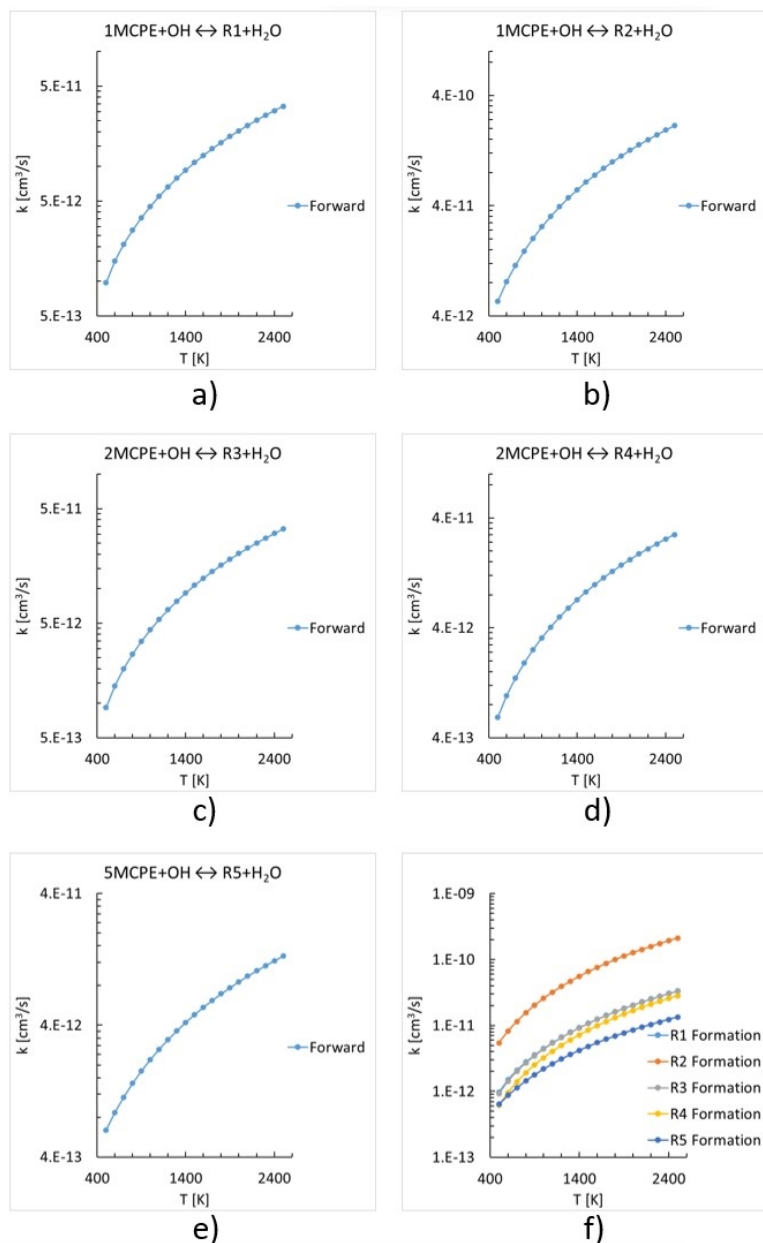 1MCPE+OH ↔ R1+H₂O
5.E-11
5.E-12
5.E-13
k [cm³/s]
400 1400 2400
T [K]
Forward
a)
1MCPE+OH ↔ R2+H₂O
4.E-10
4.E-11
4.E-12
k [cm³/s]
400 1400 2400
T [K]
Forward
b)
2MCPE+OH ↔ R3+H₂O
5.E-11
5.E-12
5.E-13
k [cm³/s]
400 1400 2400
T [K]
Forward
c)
2MCPE+OH ↔ R4+H₂O
4.E-11
4.E-12
4.E-13
k [cm³/s]
400 1400 2400
T [K]
Forward
d)
5MCPE+OH ↔ R5+H₂O
4.E-11
4.E-12
4.E-13
k [cm³/s]
400 1400 2400
T [K]
Forward
e)
1.E-09
1.E-10
1.E-11
1.E-12
1.E-13
k [cm³/s]
400 1400 2400
T [K]
R1 Formation
R2 Formation
R3 Formation
R4 Formation
R5 Formation
f)